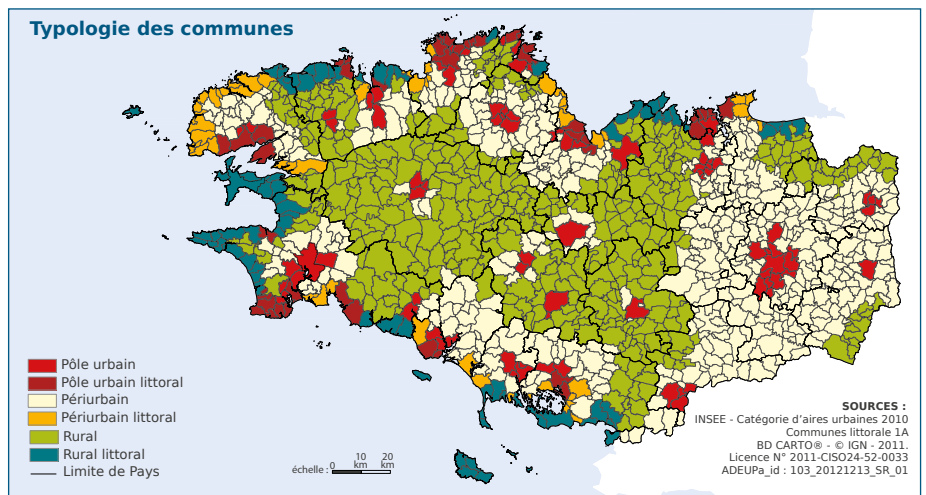 Typologie des communes
Pôle urbain
Pôle urbain littoral
Périurbain
Périurbain littoral
Rural
Rural littoral
Limite de Pays
échelle : 0 10 km 20 km
SOURCES :
INSEE - Catégorie d'aires urbaines 2010
Communes littorale 1A
BD CARTO® - © IGN - 2011.
Licence N° 2011-CISO24-52-0033
ADEUPa_id : 103_20121213_SR_01